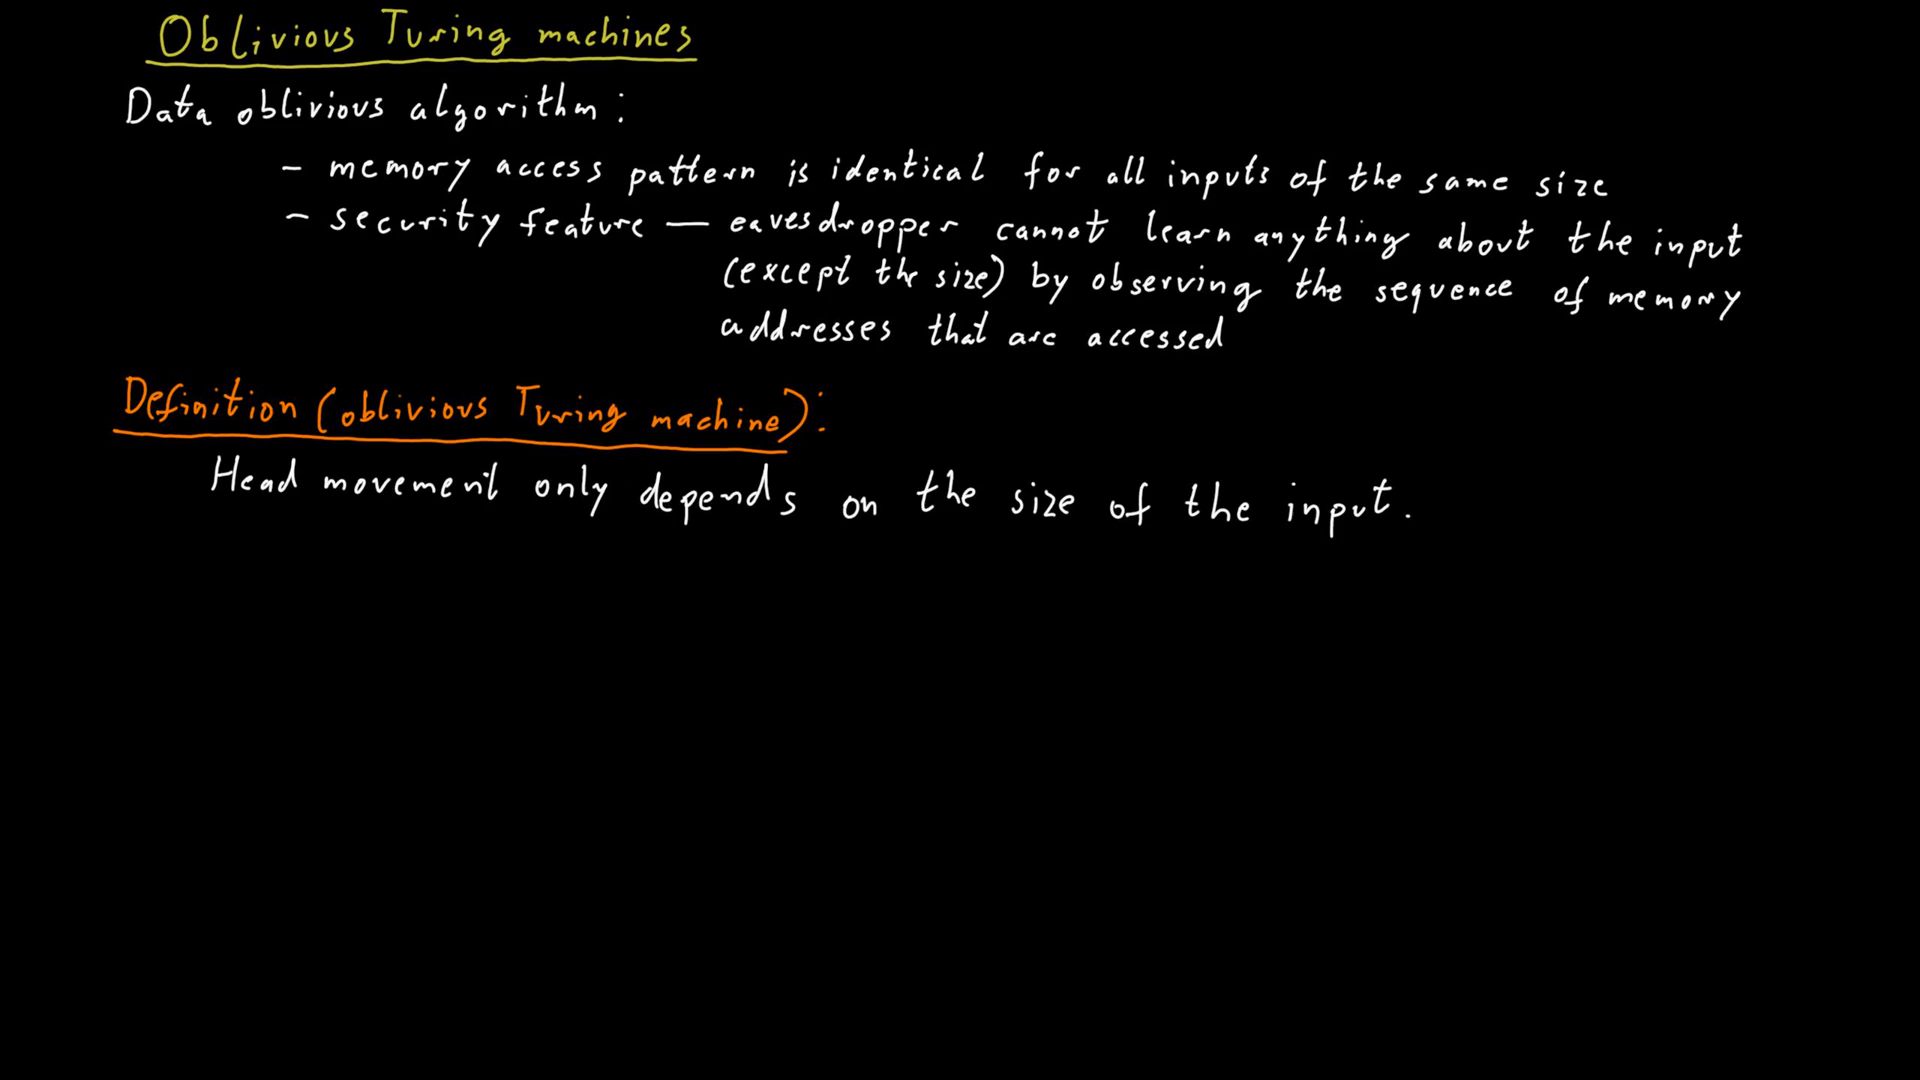 Oblivious Turing machines
Data oblivious algorithm:
- memory access pattern is identical for all inputs of the same size
- security feature — eavesdropper cannot learn anything about the input
(except the size) by observing the sequence of memory
addresses that are accessed
Definition (oblivious Turing machine):
Head movement only depends on the size of the input.